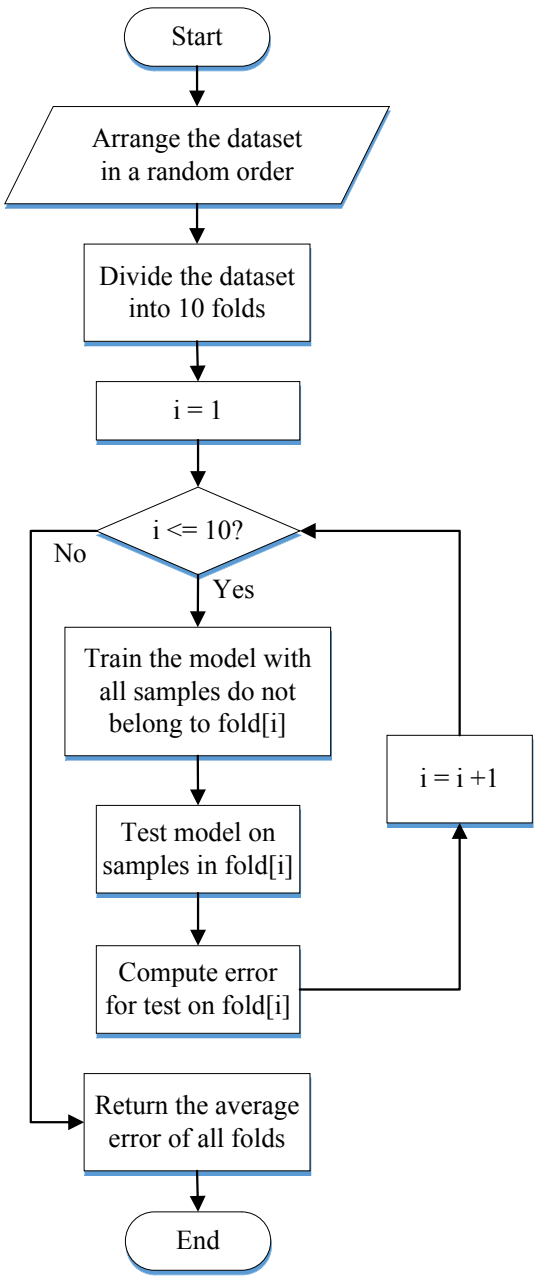 Start
Arrange the dataset
in a random order
Divide the dataset
into 10 folds
i = 1
i <= 10?
No
Yes
Train the model with
all samples do not
belong to fold[i]
i = i +1
Test model on
samples in fold[i]
Compute error
for test on fold[i]
Return the average
error of all folds
End